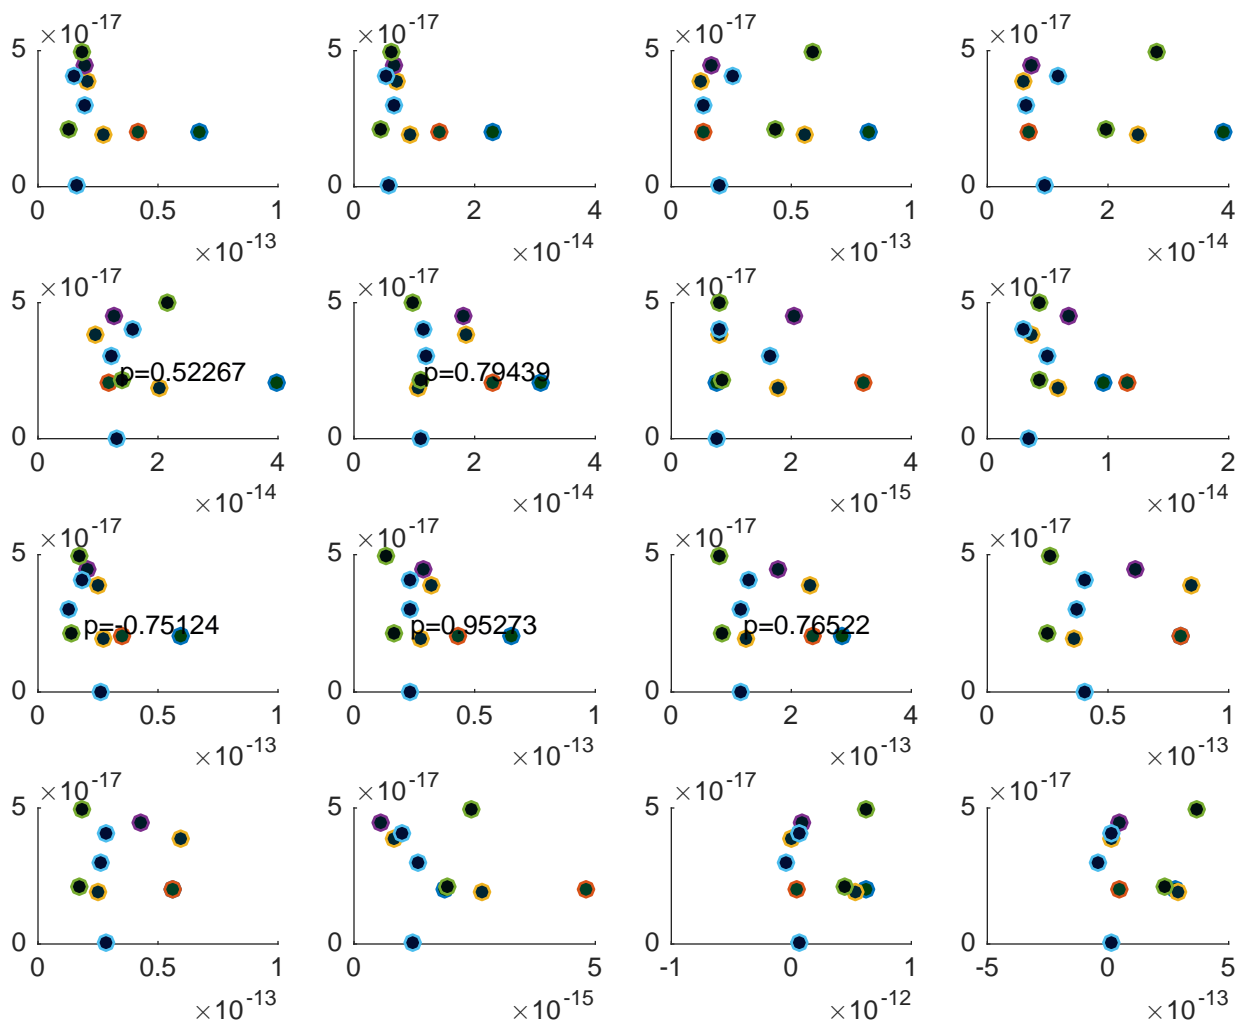 ×10-17 ×10-17 ×10-17 ×10-17
5 5 5 5
0 0 0 0
0 0.5 1 0 2 4 0 0.5 1 0 2 4
×10-13 ×10-14 ×10-13 ×10-14
×10-17 ×10-17 ×10-17 ×10-17
5 5 5 5
p=0.52267 p=0.79439
0 0 0 0
0 2 4 0 2 4 0 2 4 0 1 2
×10-14 ×10-14 ×10-15 ×10-14
×10-17 ×10-17 ×10-17 ×10-17
5 5 5 5
p=-0.75124 p=0.95273 p=0.76522
0 0 0 0
0 0.5 1 0 0.5 1 0 2 4 0 0.5 1
×10-13 ×10-13 ×10-13 ×10-13
×10-17 ×10-17 ×10-17 ×10-17
5 5 5 5
0 0 0 0
0 0.5 1 0 5 -1 0 1 -5 0 5
×10-13 ×10-15 ×10-12 ×10-13